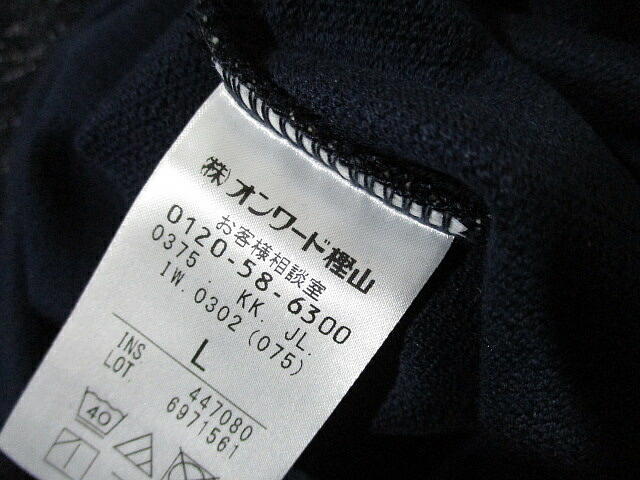 ㈱オンワード樫山
お客様相談室
0120-58-6300
0375 . KK. JL.
IW. 0302 (075)
L
INS 447080
LOT. 6971561
40